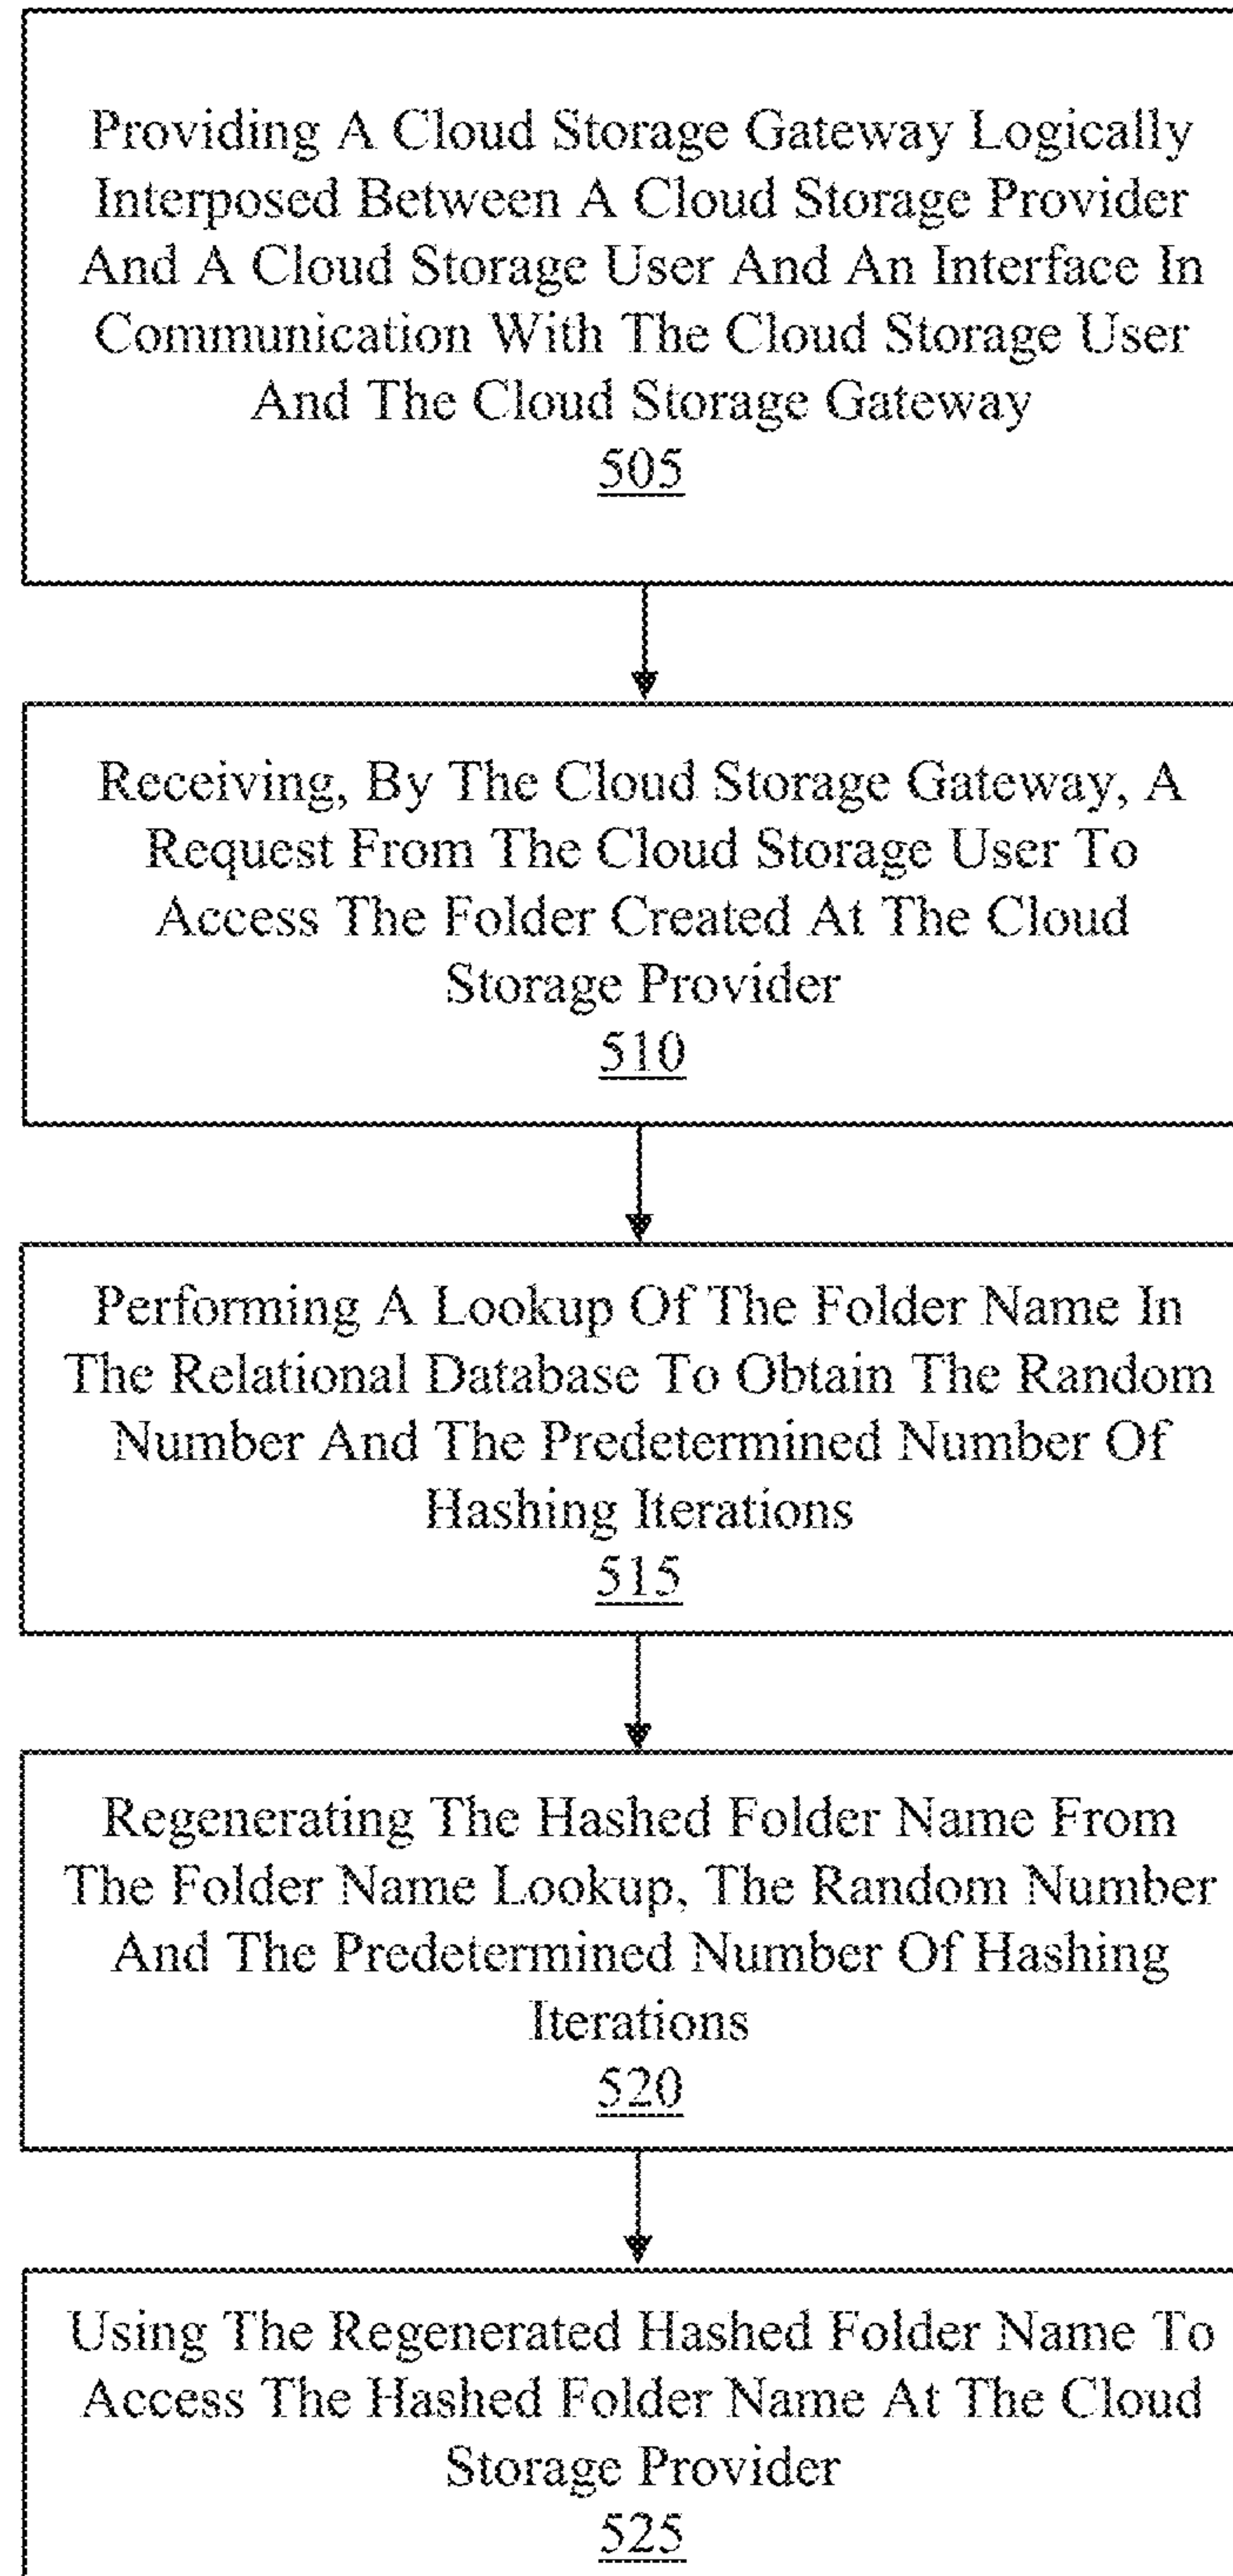 Providing A Cloud Storage Gateway Logically
Interposed Between A Cloud Storage Provider
And A Cloud Storage User And An Interface In
Communication With The Cloud Storage User
And The Cloud Storage Gateway
505
Receiving, By The Cloud Storage Gateway, A
Request From The Cloud Storage User To
Access The Folder Created At The Cloud
Storage Provider
510
Performing A Lookup Of The Folder Name In
The Relational Database To Obtain The Random
Number And The Predetermined Number Of
Hashing Iterations
515
Regenerating The Hashed Folder Name From
The Folder Name Lookup, The Random Number
And The Predetermined Number Of Hashing
Iterations
520
Using The Regenerated Hashed Folder Name To
Access The Hashed Folder Name At The Cloud
Storage Provider
525